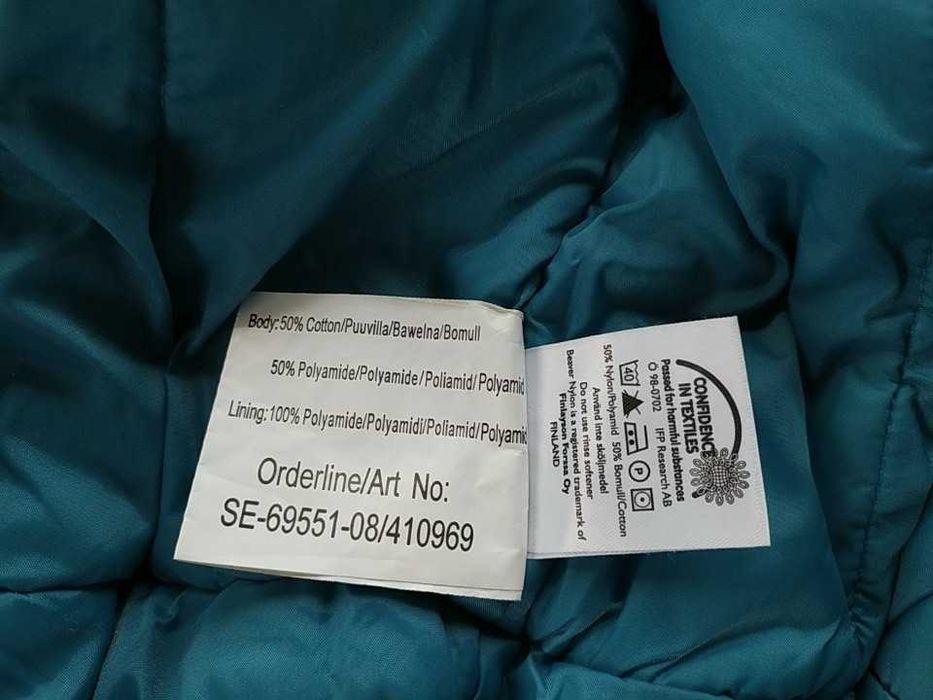 Body:50% Cotton/Puuvilla/Bawelna/Bomull
50% Polyamide/Polyamide/Poliamid/Polyamid
Lining:100% Polyamide/Polyamidi/Poliamid/Polyamid
Orderline/Art No:
SE-69551-08/410969
CONFIDENCE
IN TEXTILES
Passed for harmful substances
Ö 98-0702 IFP Research AB
40
P
50% Nylon/Polyamid 50% Bomull/Cotton
Använd inte sköljmedel
Do not use rinse softener
Beaver Nylon is a registered trademark of
Finlayson Forssa Oy
FINLAND